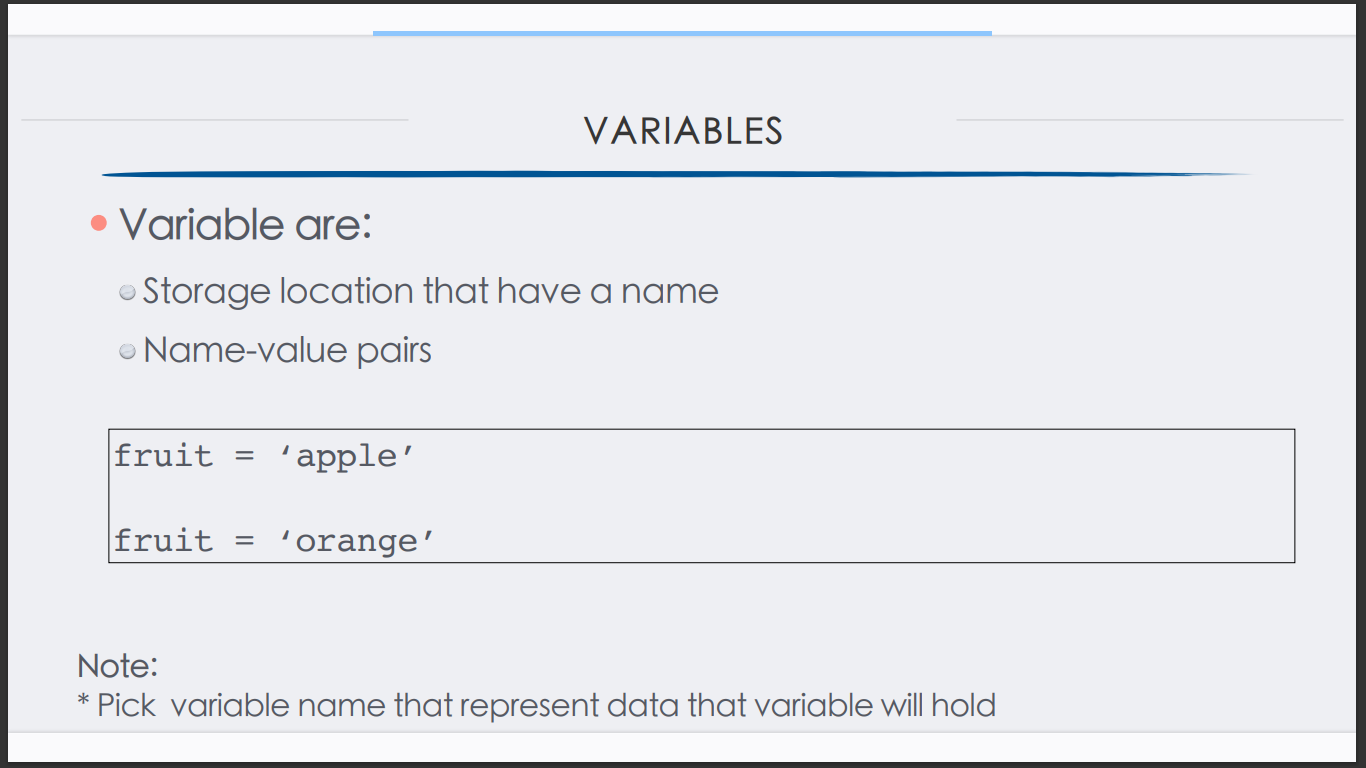 VARIABLES
Variable are:
Storage location that have a name
Name-value pairs
fruit = ‘apple’
fruit = ‘orange’
Note:
* Pick  variable name that represent data that variable will hold